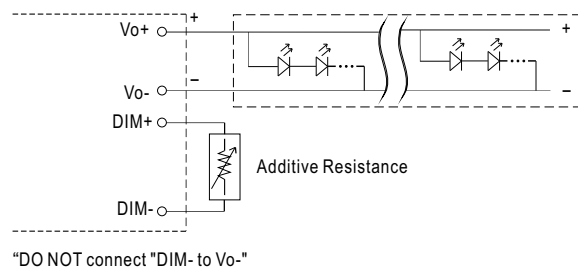 +
Vo+
+
−
Vo-
−
DIM+
Additive Resistance
DIM-
“DO NOT connect "DIM- to Vo-"